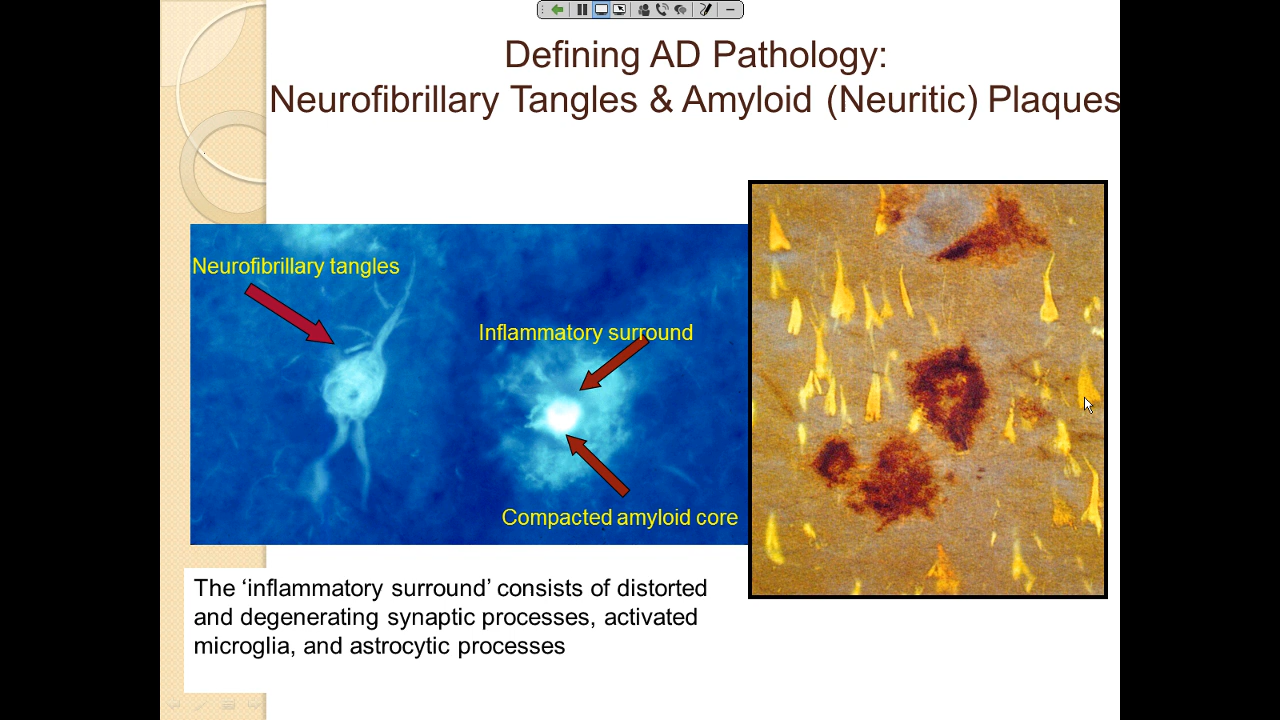 Defining AD Pathology:
Neurofibrillary Tangles & Amyloid (Neuritic) Plaques
Neurofibrillary tangles
Inflammatory surround
Compacted amyloid core
The ‘inflammatory surround’ consists of distorted
and degenerating synaptic processes, activated
microglia, and astrocytic processes